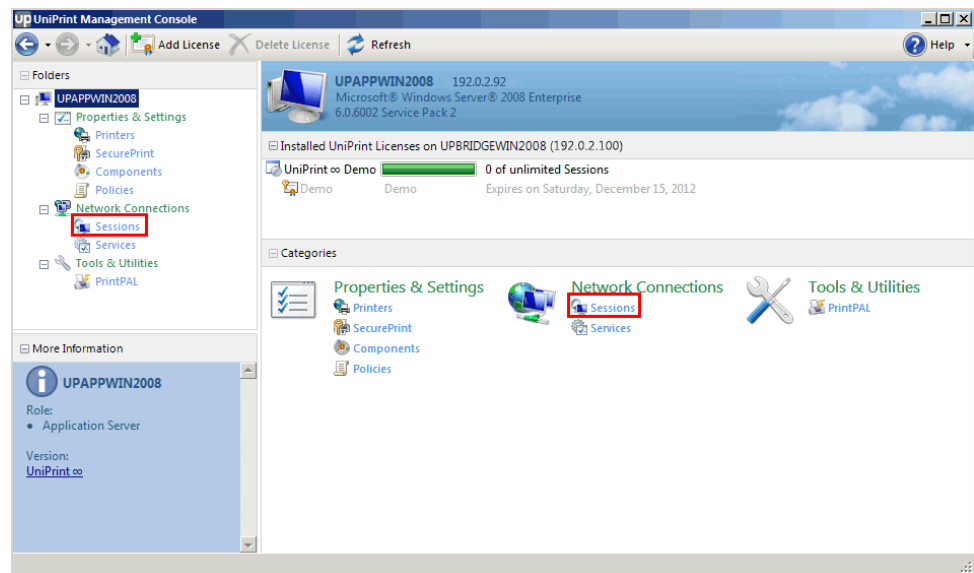 UP UniPrint Management Console
Add License Delete License Refresh Help
Folders
UPAPPWIN2008
Properties & Settings
Printers
SecurePrint
Components
Policies
Network Connections
Sessions
Services
Tools & Utilities
PrintPAL
More Information
UPAPPWIN2008
Role:
• Application Server
Version:
UniPrint ∞
UPAPPWIN2008 192.0.2.92
Microsoft® Windows Server® 2008 Enterprise
6.0.6002 Service Pack 2
Installed UniPrint Licenses on UPBRIDGEWIN2008 (192.0.2.100)
UniPrint ∞ Demo 0 of unlimited Sessions
Demo Demo Expires on Saturday, December 15, 2012
Categories
Properties & Settings
Printers
SecurePrint
Components
Policies
Network Connections
Sessions
Services
Tools & Utilities
PrintPAL